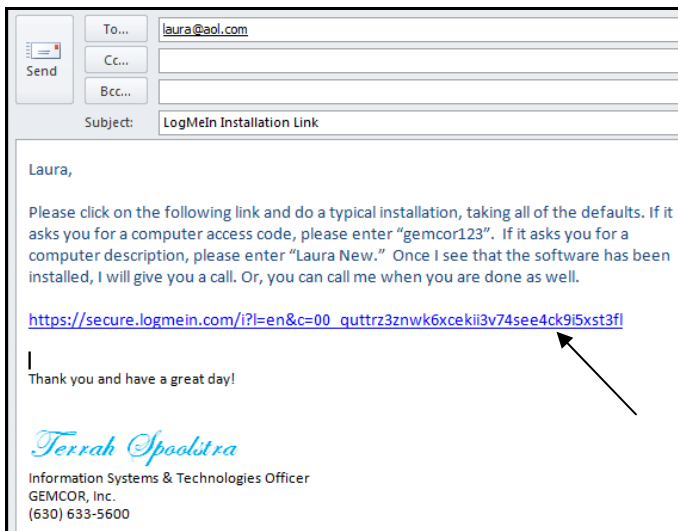 To...
laura@aol.com
Send
Cc...
Bcc...
Subject:
LogMeIn Installation Link
Laura,
Please click on the following link and do a typical installation, taking all of the defaults. If it
asks you for a computer access code, please enter “gemcor123”.  If it asks you for a
computer description, please enter “Laura New.”  Once I see that the software has been
installed, I will give you a call. Or, you can call me when you are done as well.
https://secure.logmein.com/i?l=en&c=00_quttrz3znwk6xcekii3v74see4ck9i5xst3fl
Thank you and have a great day!
Terrah Spoolstra
Information Systems & Technologies Officer
GEMCOR, Inc.
(630) 633-5600